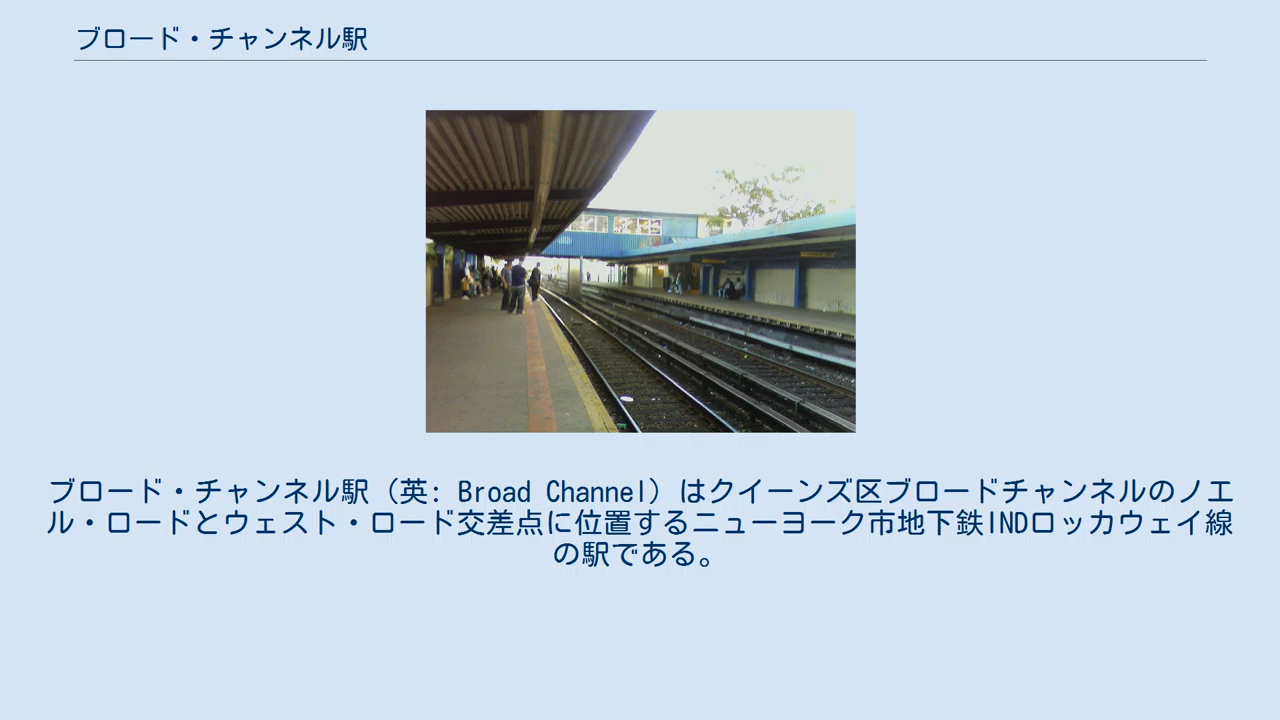 ブロード・チャンネル駅
ブロード・チャンネル駅（英: Broad Channel）はクイーンズ区ブロードチャンネルのノエ
ル・ロードとウェスト・ロード交差点に位置するニューヨーク市地下鉄INDロッカウェイ線
の駅である。